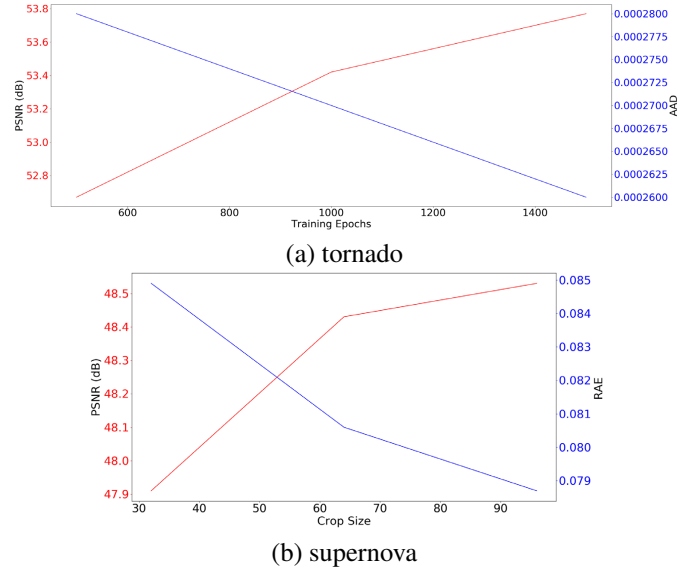 53.8
53.6
53.4
53.2
53.0
52.8
PSNR (dB)
0.0002800
0.0002775
0.0002750
0.0002725
0.0002700
0.0002675
0.0002650
0.0002625
0.0002600
AAD
600 800 1000 1200 1400
Training Epochs
(a) tornado
48.5
48.4
48.3
48.2
48.1
48.0
47.9
PSNR (dB)
0.085
0.084
0.083
0.082
0.081
0.080
0.079
RAE
30 40 50 60 70 80 90
Crop Size
(b) supernova